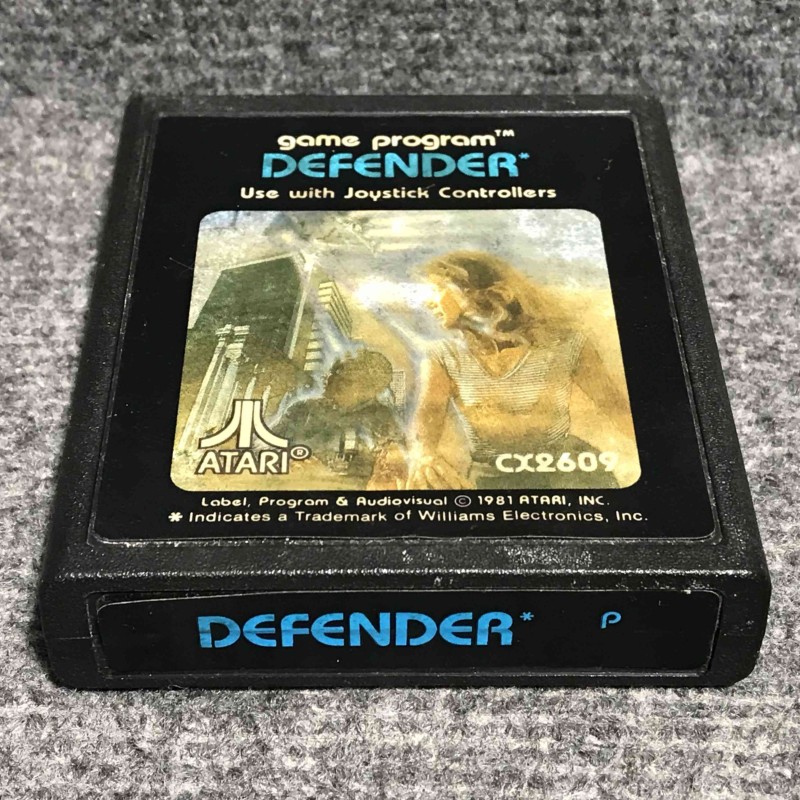 game program™
DEFENDER*
Use with Joystick Controllers
ATARI®
CX2609
Label, Program & Audiovisual © 1981 ATARI, INC.
* Indicates a Trademark of Williams Electronics, Inc.
DEFENDER* P